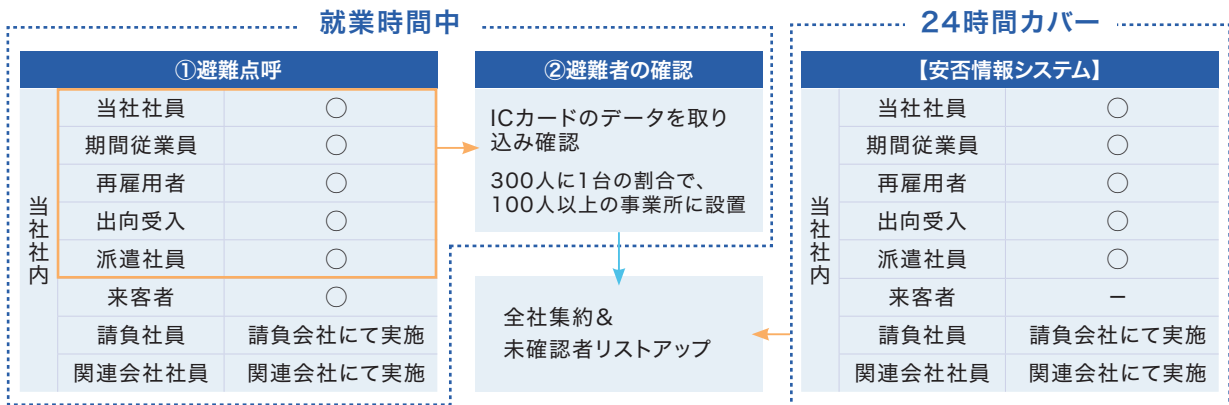 就業時間中
①避難点呼
当社社内
当社社員 ○
期間従業員 ○
再雇用者 ○
出向受入 ○
派遣社員 ○
来客者 ○
請負社員 請負会社にて実施
関連会社社員 関連会社にて実施
②避難者の確認
ICカードのデータを取り
込み確認
300人に1台の割合で、
100人以上の事業所に設置
全社集約&
未確認者リストアップ
24時間カバー
【安否情報システム】
当社社内
当社社員 ○
期間従業員 ○
再雇用者 ○
出向受入 ○
派遣社員 ○
来客者 −
請負社員 請負会社にて実施
関連会社社員 関連会社にて実施